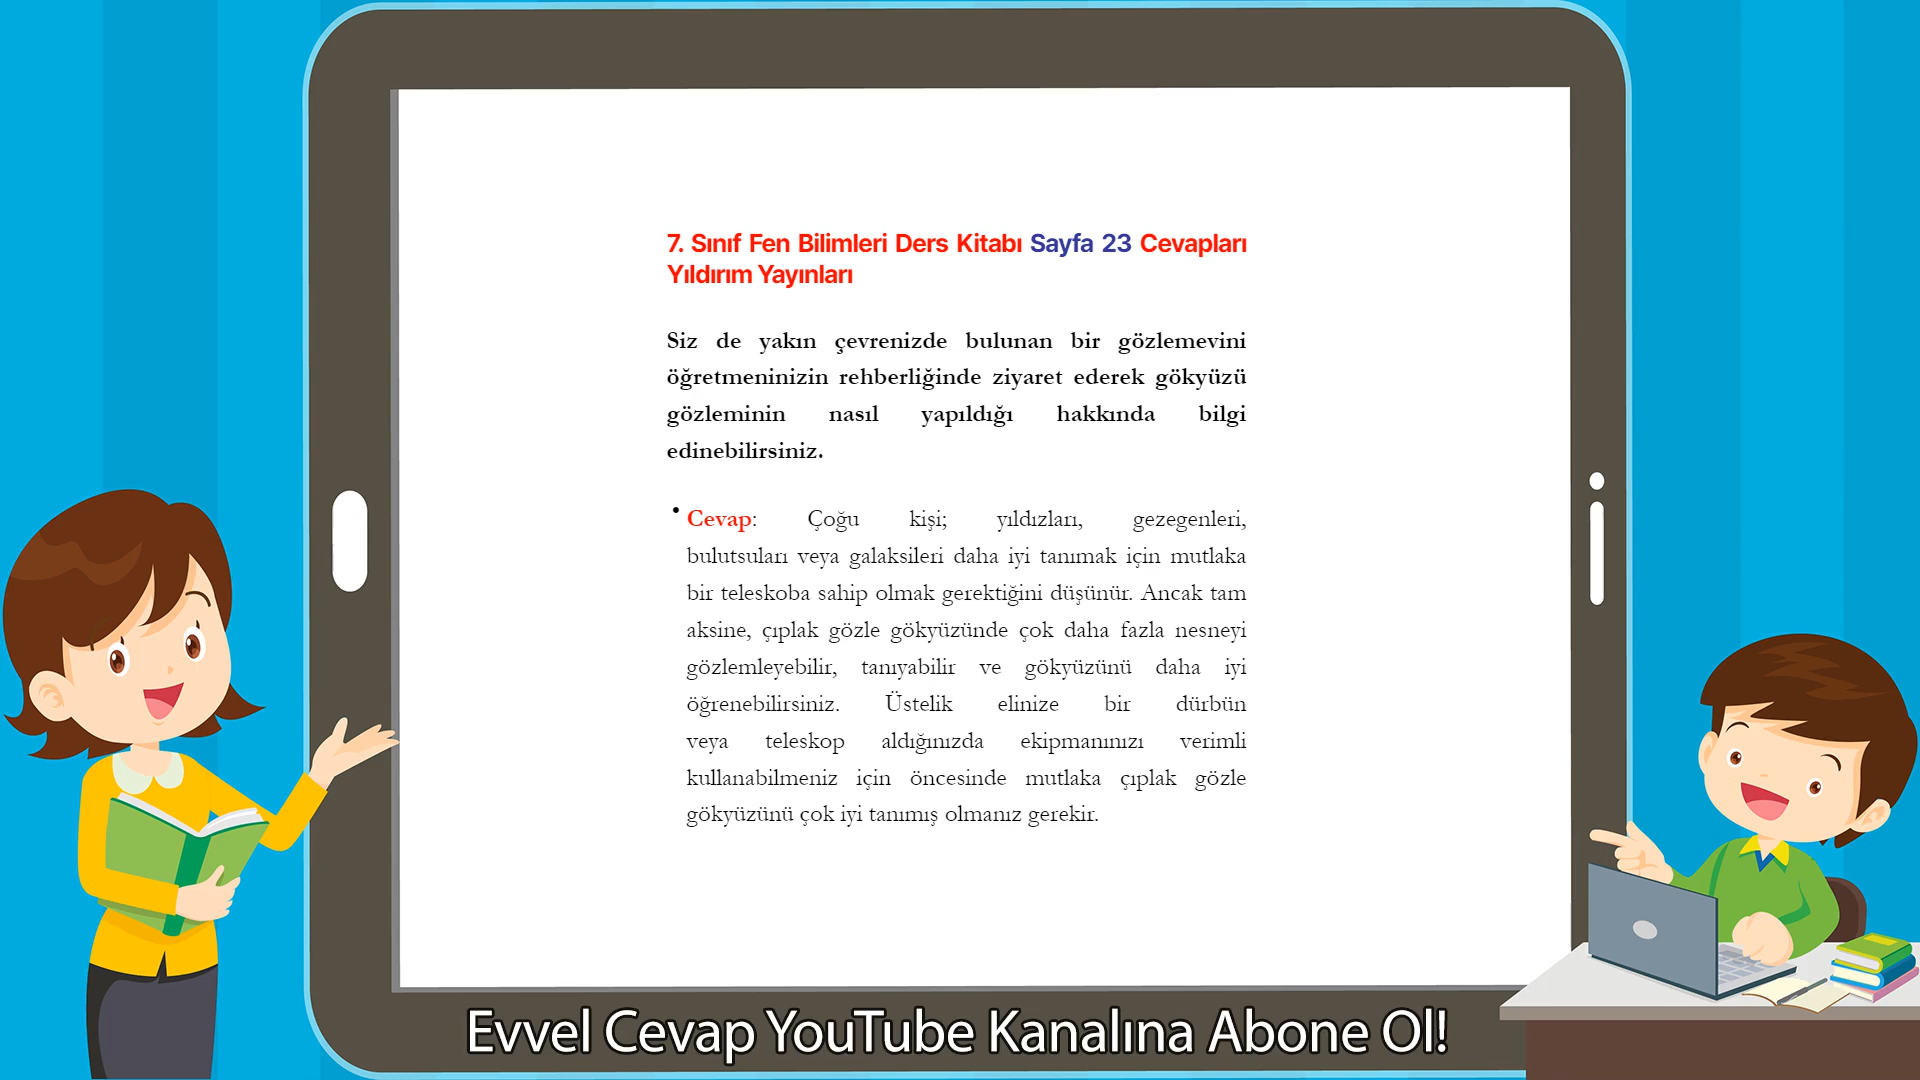 7. Sınıf Fen Bilimleri Ders Kitabı Sayfa 23 Cevapları
Yıldırım Yayınları
Siz de yakın çevrenizde bulunan bir gözlemevini
öğretmeninizin rehberliğinde ziyaret ederek gökyüzü
gözleminin nasıl yapıldığı hakkında bilgi
edinebilirsiniz.
• Cevap: Çoğu kişi; yıldızları, gezegenleri,
bulutsuları veya galaksileri daha iyi tanımak için mutlaka
bir teleskoba sahip olmak gerektiğini düşünür. Ancak tam
aksine, çıplak gözle gökyüzünde çok daha fazla nesneyi
gözlemleyebilir, tanıyabilir ve gökyüzünü daha iyi
öğrenebilirsiniz. Üstelik elinize bir dürbün
veya teleskop aldığınızda ekipmanınızı verimli
kullanabilmeniz için öncesinde mutlaka çıplak gözle
gökyüzünü çok iyi tanımış olmanız gerekir.
Evvel Cevap YouTube Kanalına Abone Ol!